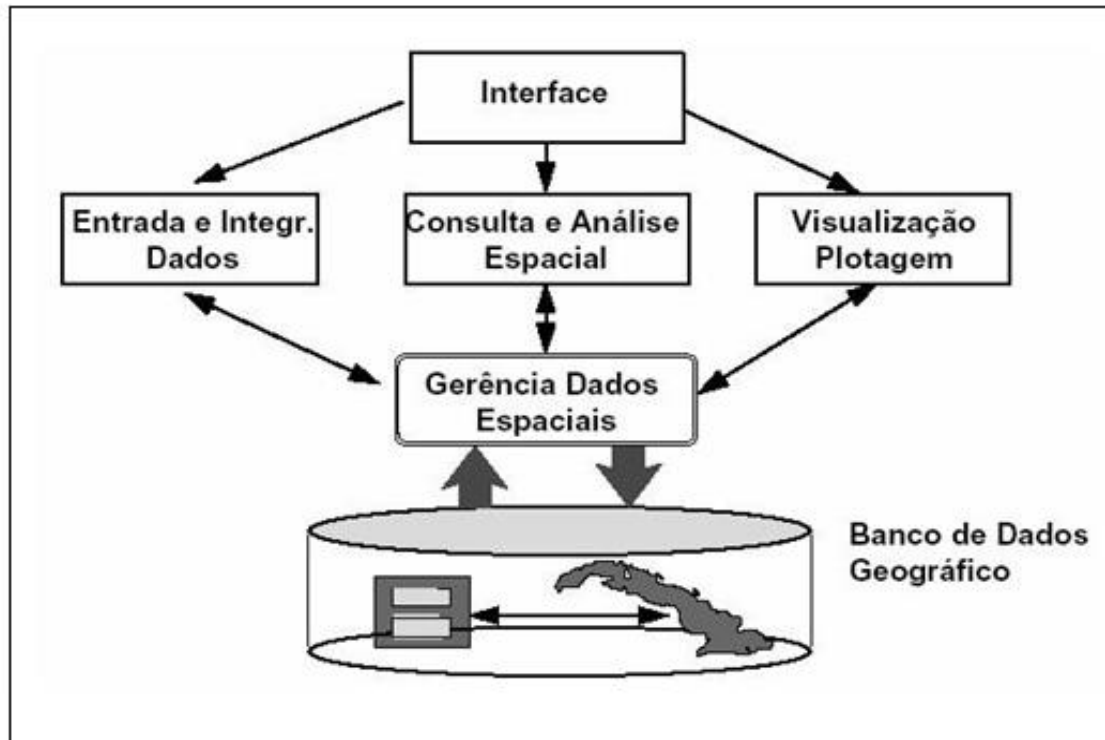 Interface
Entrada e Integr.
Dados
Consulta e Análise
Espacial
Visualização
Plotagem
Gerência Dados
Espaciais
Banco de Dados
Geográfico